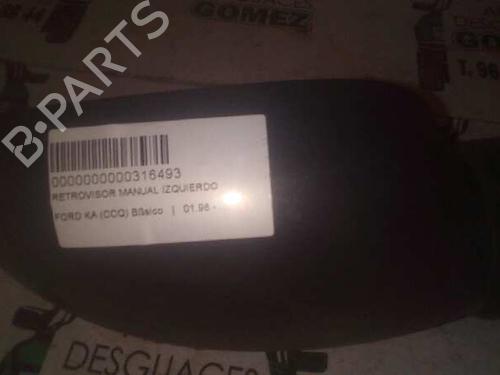 GOMEZ
B-PARTS
0000000000316493
RETROVISOR MANUAL IZQUIERDO
FORD KA (CCQ) Básico | 01.96 -
DESGUACES